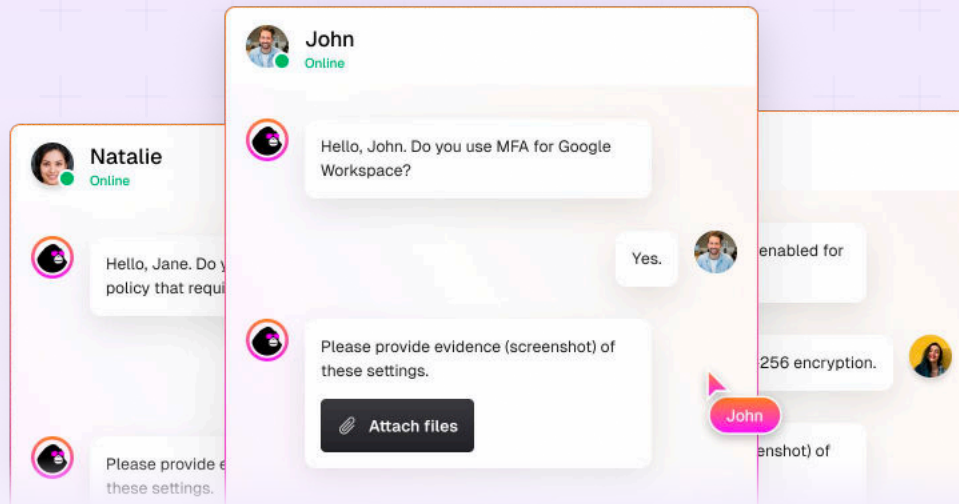 John
Online
Hello, John. Do you use MFA for Google
Workspace?
Yes.
Please provide evidence (screenshot) of
these settings.
Attach files
John
Natalie
Online
Hello, Jane. Do
policy that requi
Please provide e
these settings.
enabled for
256 encryption.
enshot) of